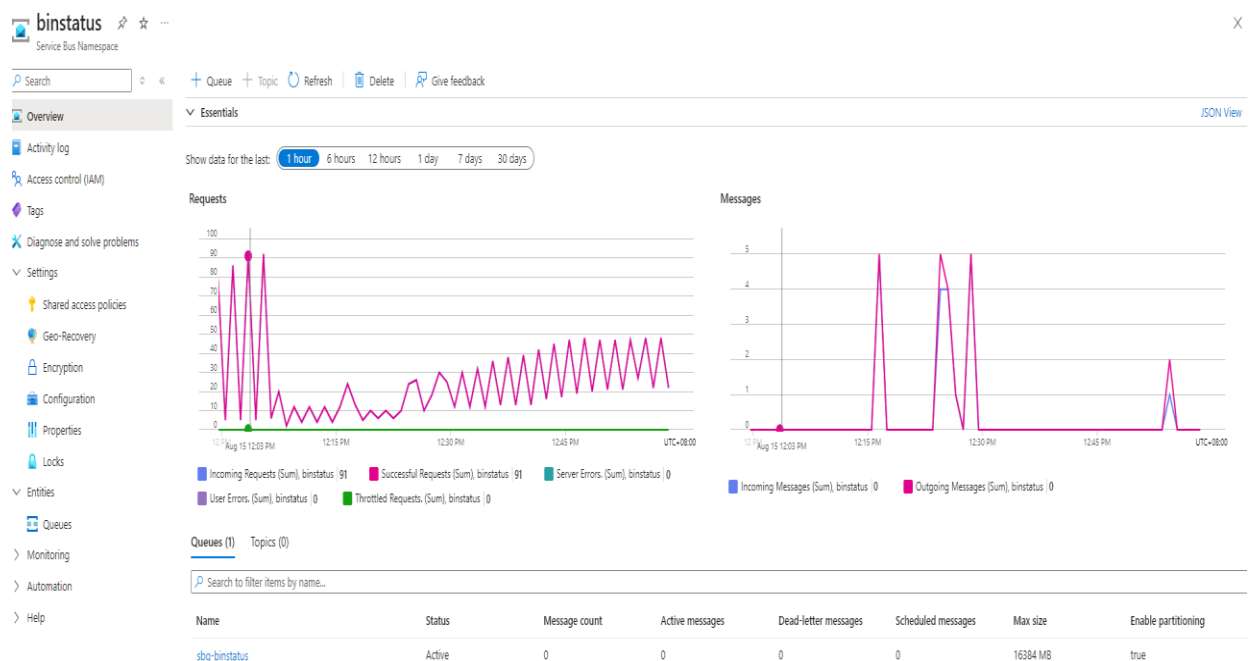 binstatus
Service Bus Namespace
Search
Overview
Activity log
Access control (IAM)
Tags
Diagnose and solve problems
Settings
Shared access policies
Geo-Recovery
Encryption
Configuration
Properties
Locks
Entities
Queues
Monitoring
Automation
Help
Queue Topic Refresh Delete Give feedback
Essentials JSON View
Show data for the last: 1 hour 6 hours 12 hours 1 day 7 days 30 days
Requests
100
90
80
70
60
50
40
30
20
10
0
12 PM Aug 15 12:03 PM 12:15 PM 12:30 PM 12:45 PM UTC+08:00
Incoming Requests (Sum), binstatus 91 Successful Requests (Sum), binstatus 91 Server Errors. (Sum), binstatus 0
User Errors. (Sum), binstatus 0 Throttled Requests. (Sum), binstatus 0
Messages
5
4
3
2
1
0
12 PM Aug 15 12:03 PM 12:15 PM 12:30 PM 12:45 PM UTC+08:00
Incoming Messages (Sum), binstatus 0 Outgoing Messages (Sum), binstatus 0
Queues (1) Topics (0)
Search to filter items by name...
Name Status Message count Active messages Dead-letter messages Scheduled messages Max size Enable partitioning
sbq-binstatus Active 0 0 0 0 16384 MB true